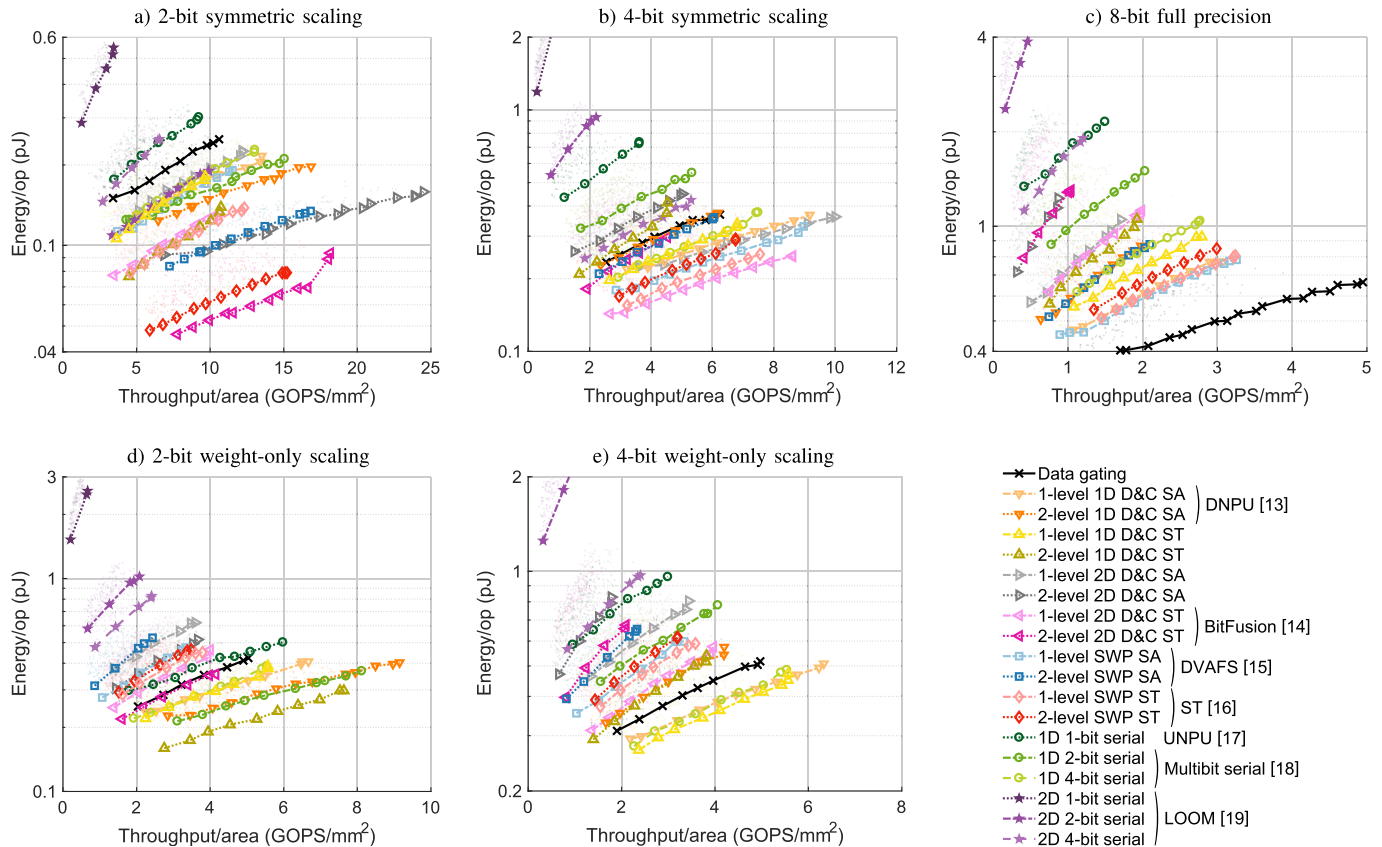 a) 2-bit symmetric scaling
Energy/op (pJ)
0.6
0.1
.04
0 5 10 15 20 25
Throughput/area (GOPS/mm²)
b) 4-bit symmetric scaling
Energy/op (pJ)
2
1
0.1
0 2 4 6 8 10 12
Throughput/area (GOPS/mm²)
c) 8-bit full precision
Energy/op (pJ)
4
1
0.4
0 1 2 3 4 5
Throughput/area (GOPS/mm²)
d) 2-bit weight-only scaling
Energy/op (pJ)
3
1
0.1
0 2 4 6 8 10
Throughput/area (GOPS/mm²)
e) 4-bit weight-only scaling
Energy/op (pJ)
2
1
0.2
0 2 4 6 8
Throughput/area (GOPS/mm²)
Data gating
1-level 1D D&C SA
2-level 1D D&C SA
DNPU [13]
1-level 1D D&C ST
2-level 1D D&C ST
1-level 2D D&C SA
2-level 2D D&C SA
1-level 2D D&C ST
2-level 2D D&C ST
BitFusion [14]
1-level SWP SA
2-level SWP SA
DVAFS [15]
1-level SWP ST
2-level SWP ST
ST [16]
1D 1-bit serial UNPU [17]
1D 2-bit serial
1D 4-bit serial
Multibit serial [18]
2D 1-bit serial
2D 2-bit serial
2D 4-bit serial
LOOM [19]